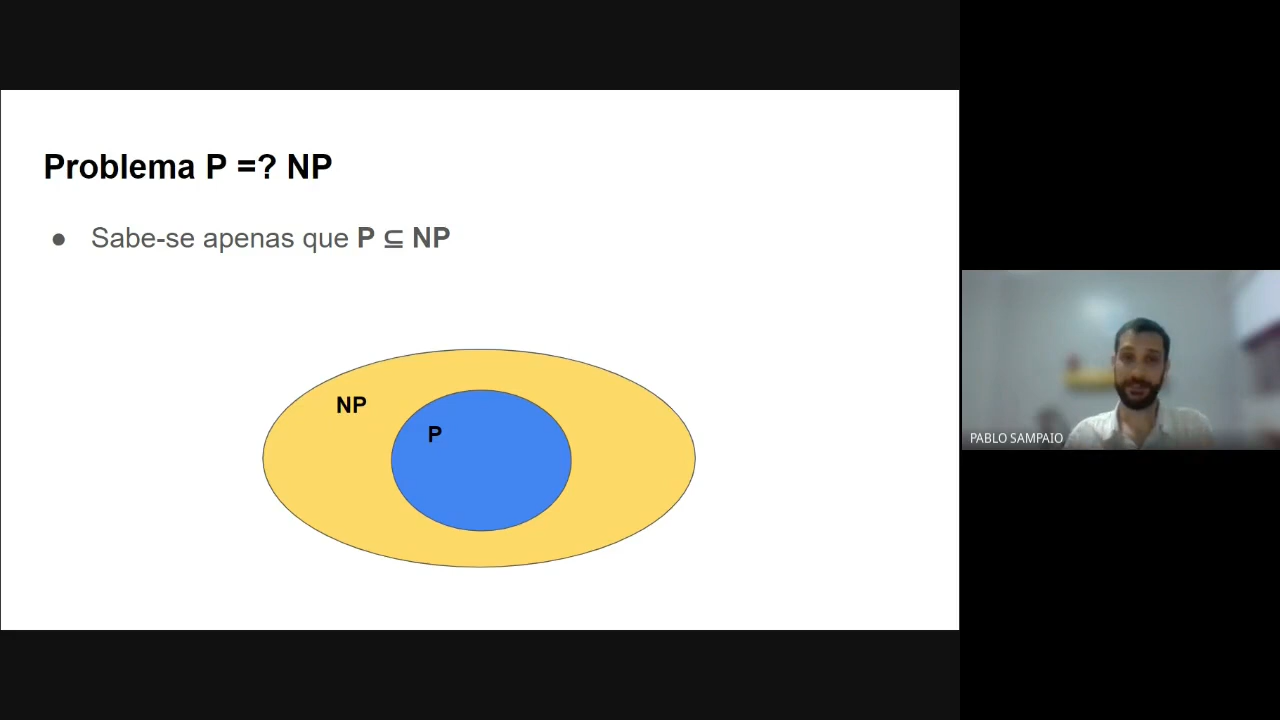 Problema P =? NP
● Sabe-se apenas que P ⊆ NP
NP
P
PABLO SAMPAIO